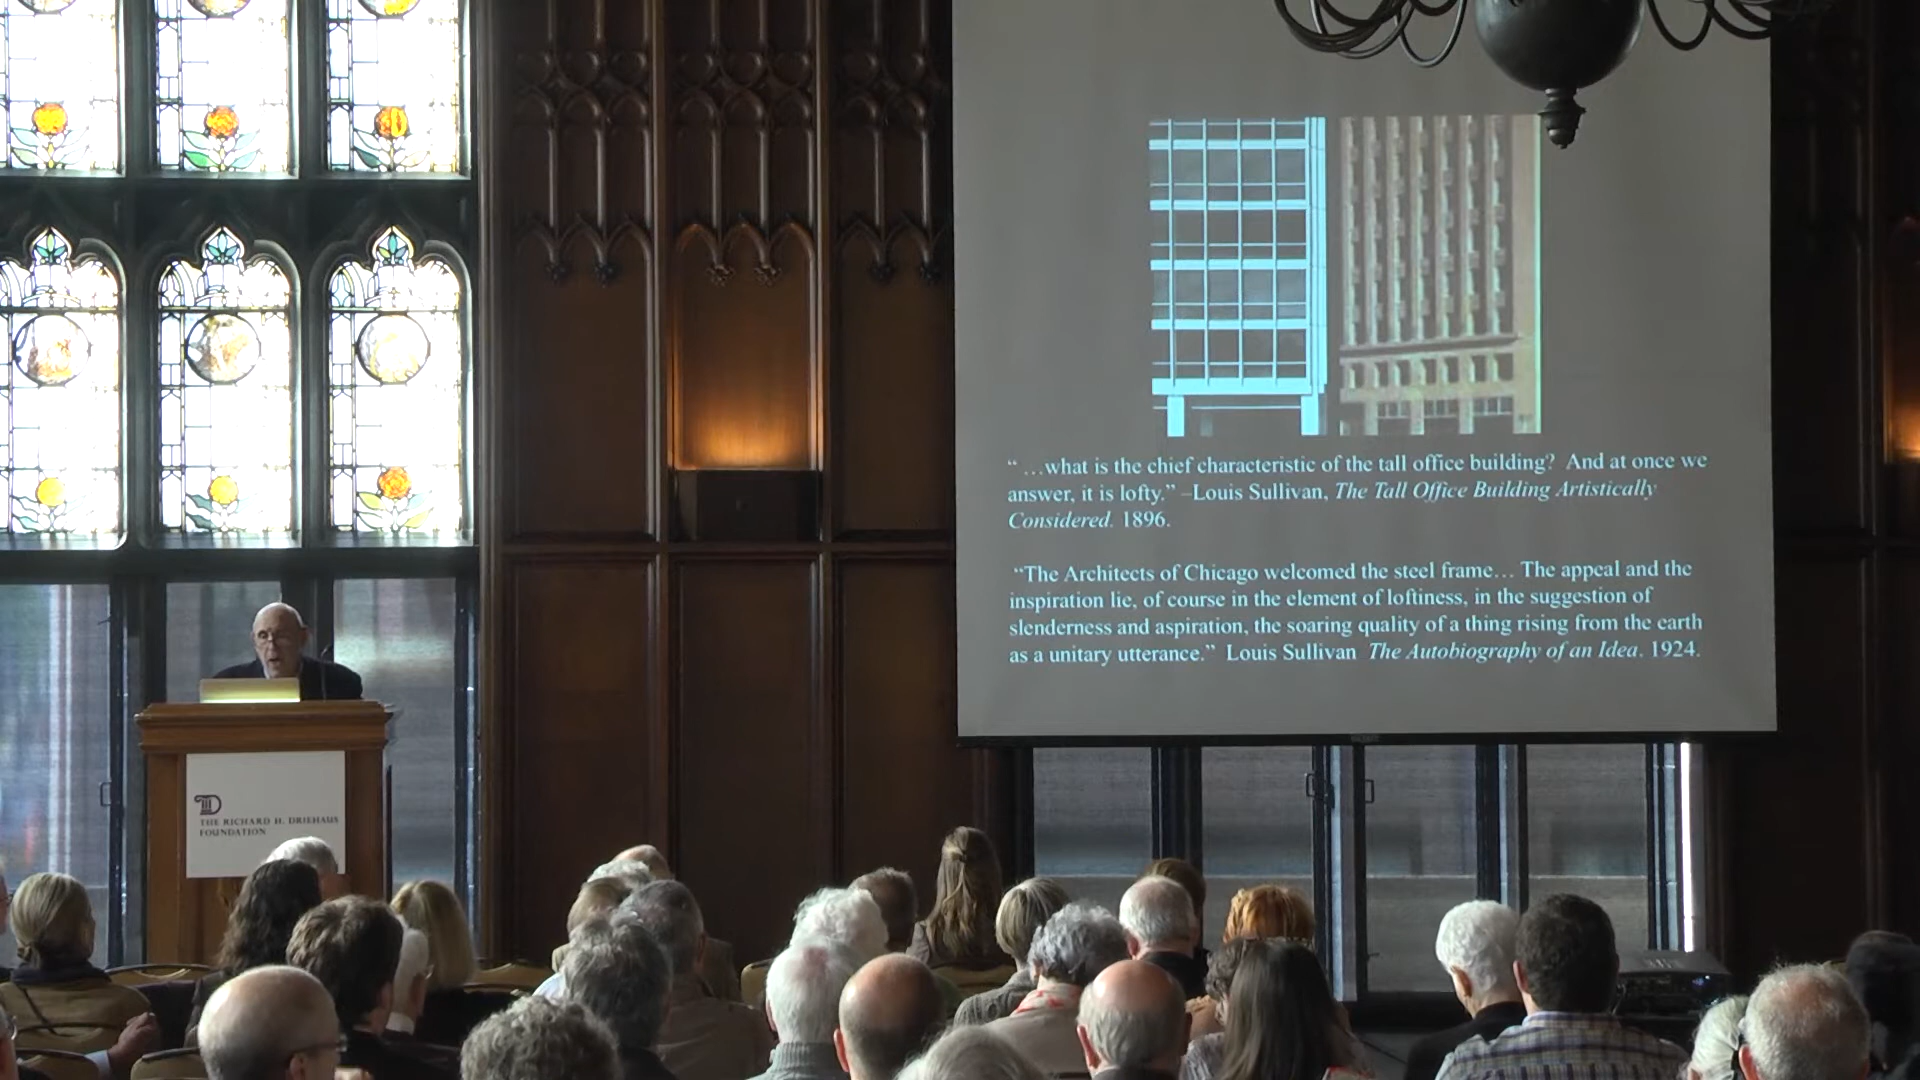 “ …what is the chief characteristic of the tall office building?  And at once we
answer, it is lofty.” –Louis Sullivan, The Tall Office Building Artistically
Considered. 1896.
“The Architects of Chicago welcomed the steel frame… The appeal and the
inspiration lie, of course in the element of loftiness, in the suggestion of
slenderness and aspiration, the soaring quality of a thing rising from the earth
as a unitary utterance.”  Louis Sullivan  The Autobiography of an Idea. 1924.
THE RICHARD H. DRIEHAUS
FOUNDATION